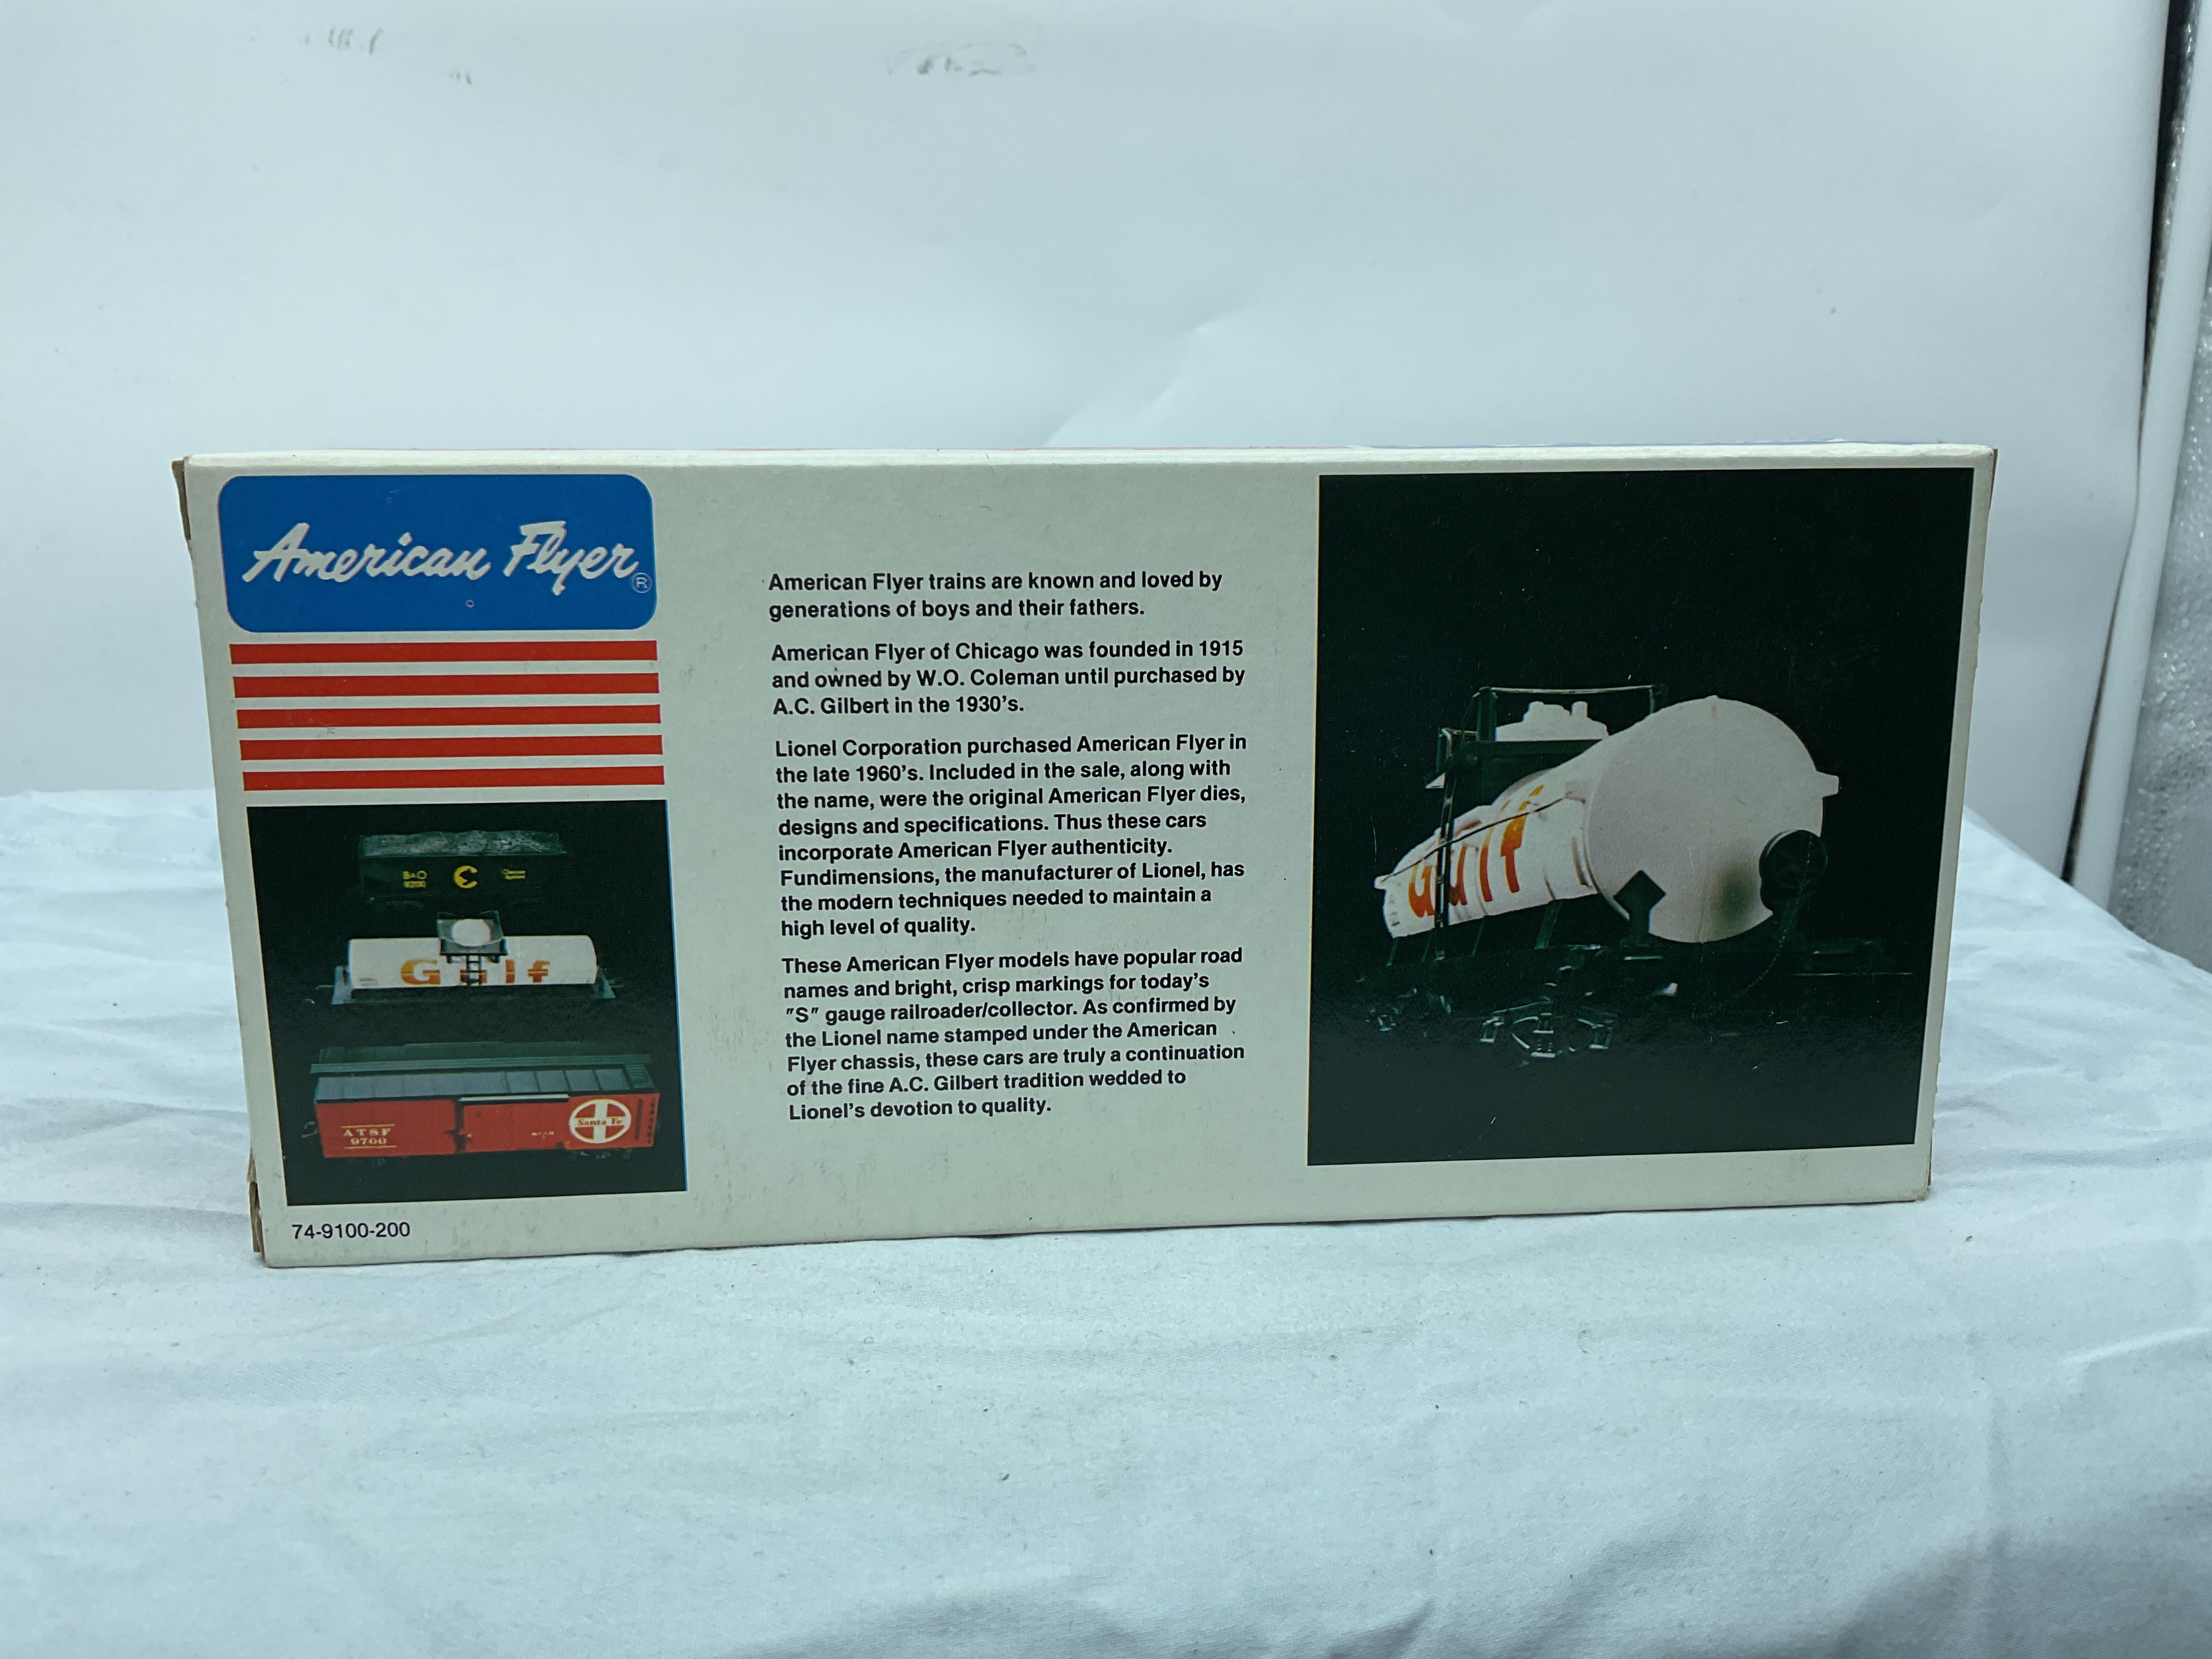 American Flyer®
B&O
G lf
ATSF
9700
Santa Fe
74-9100-200
American Flyer trains are known and loved by
generations of boys and their fathers.
American Flyer of Chicago was founded in 1915
and owned by W.O. Coleman until purchased by
A.C. Gilbert in the 1930's.
Lionel Corporation purchased American Flyer in
the late 1960's. Included in the sale, along with
the name, were the original American Flyer dies,
designs and specifications. Thus these cars
incorporate American Flyer authenticity.
Fundimensions, the manufacturer of Lionel, has
the modern techniques needed to maintain a
high level of quality.
These American Flyer models have popular road
names and bright, crisp markings for today's
"S" gauge railroader/collector. As confirmed by
the Lionel name stamped under the American
Flyer chassis, these cars are truly a continuation
of the fine A.C. Gilbert tradition wedded to
Lionel's devotion to quality.
Gulf